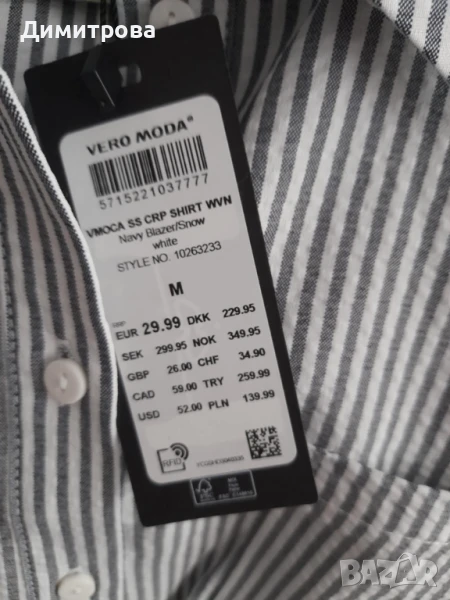 Димитрова
VERO MODA®
5715221037777
VMOCA SS CRP SHIRT WVN
Navy Blazer/Snow
white
STYLE NO. 10263233
M
EUR 29.99 DKK 229.95
SEK 299.95 NOK 349.95
GBP 26.00 CHF 34.90
CAD 59.00 TRY 259.99
USD 52.00 PLN 139.99
RFID
FSC
bazar